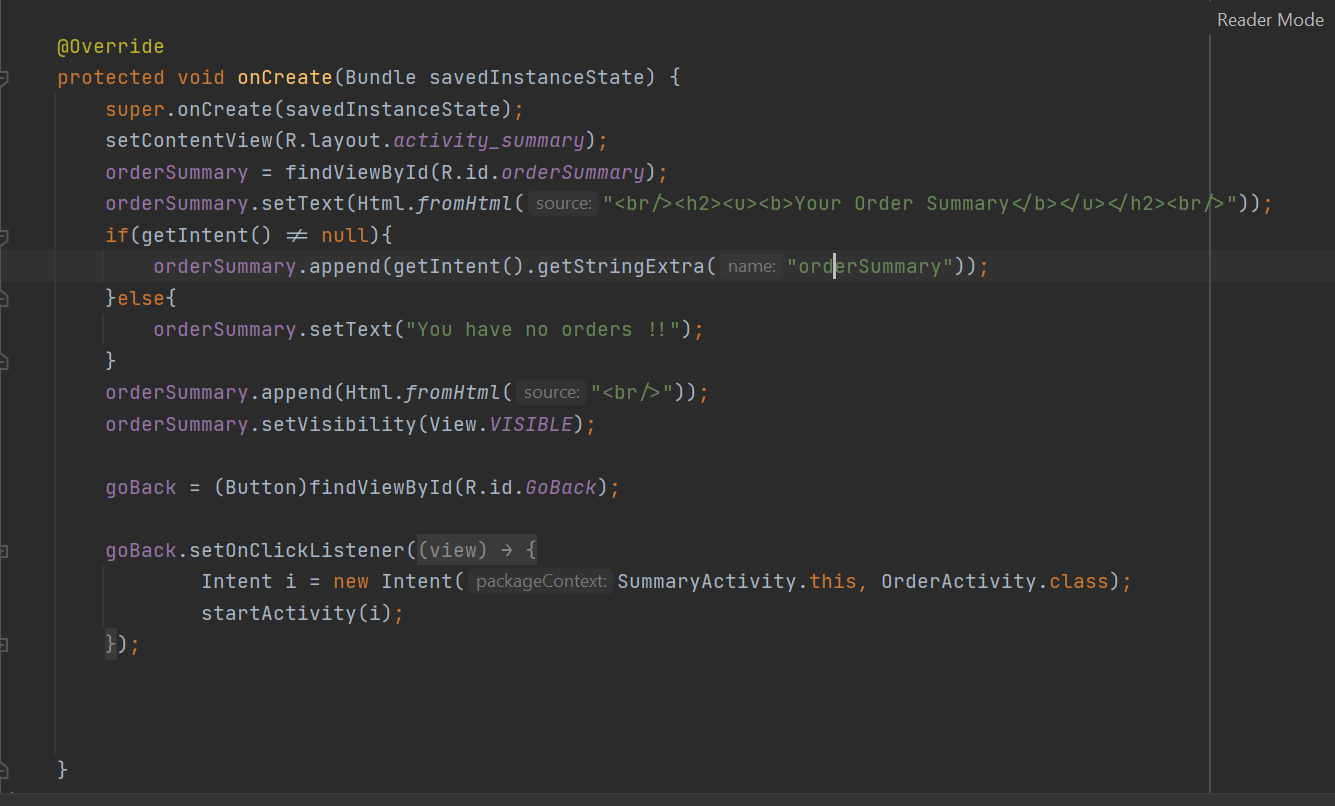 Reader Mode
@Override
protected void onCreate(Bundle savedInstanceState) {
super.onCreate(savedInstanceState);
setContentView(R.layout.activity_summary);
orderSummary = findViewById(R.id.orderSummary);
orderSummary.setText(Html.fromHtml( source: "<br/><h2><u><b>Your Order Summary</b></u></h2><br/>"));
if(getIntent() != null){
orderSummary.append(getIntent().getStringExtra( name: "orderSummary"));
}else{
orderSummary.setText("You have no orders !!");
}
orderSummary.append(Html.fromHtml( source: "<br/>"));
orderSummary.setVisibility(View.VISIBLE);
goBack = (Button)findViewById(R.id.GoBack);
goBack.setOnClickListener((view) → {
Intent i = new Intent( packageContext: SummaryActivity.this, OrderActivity.class);
startActivity(i);
});
}